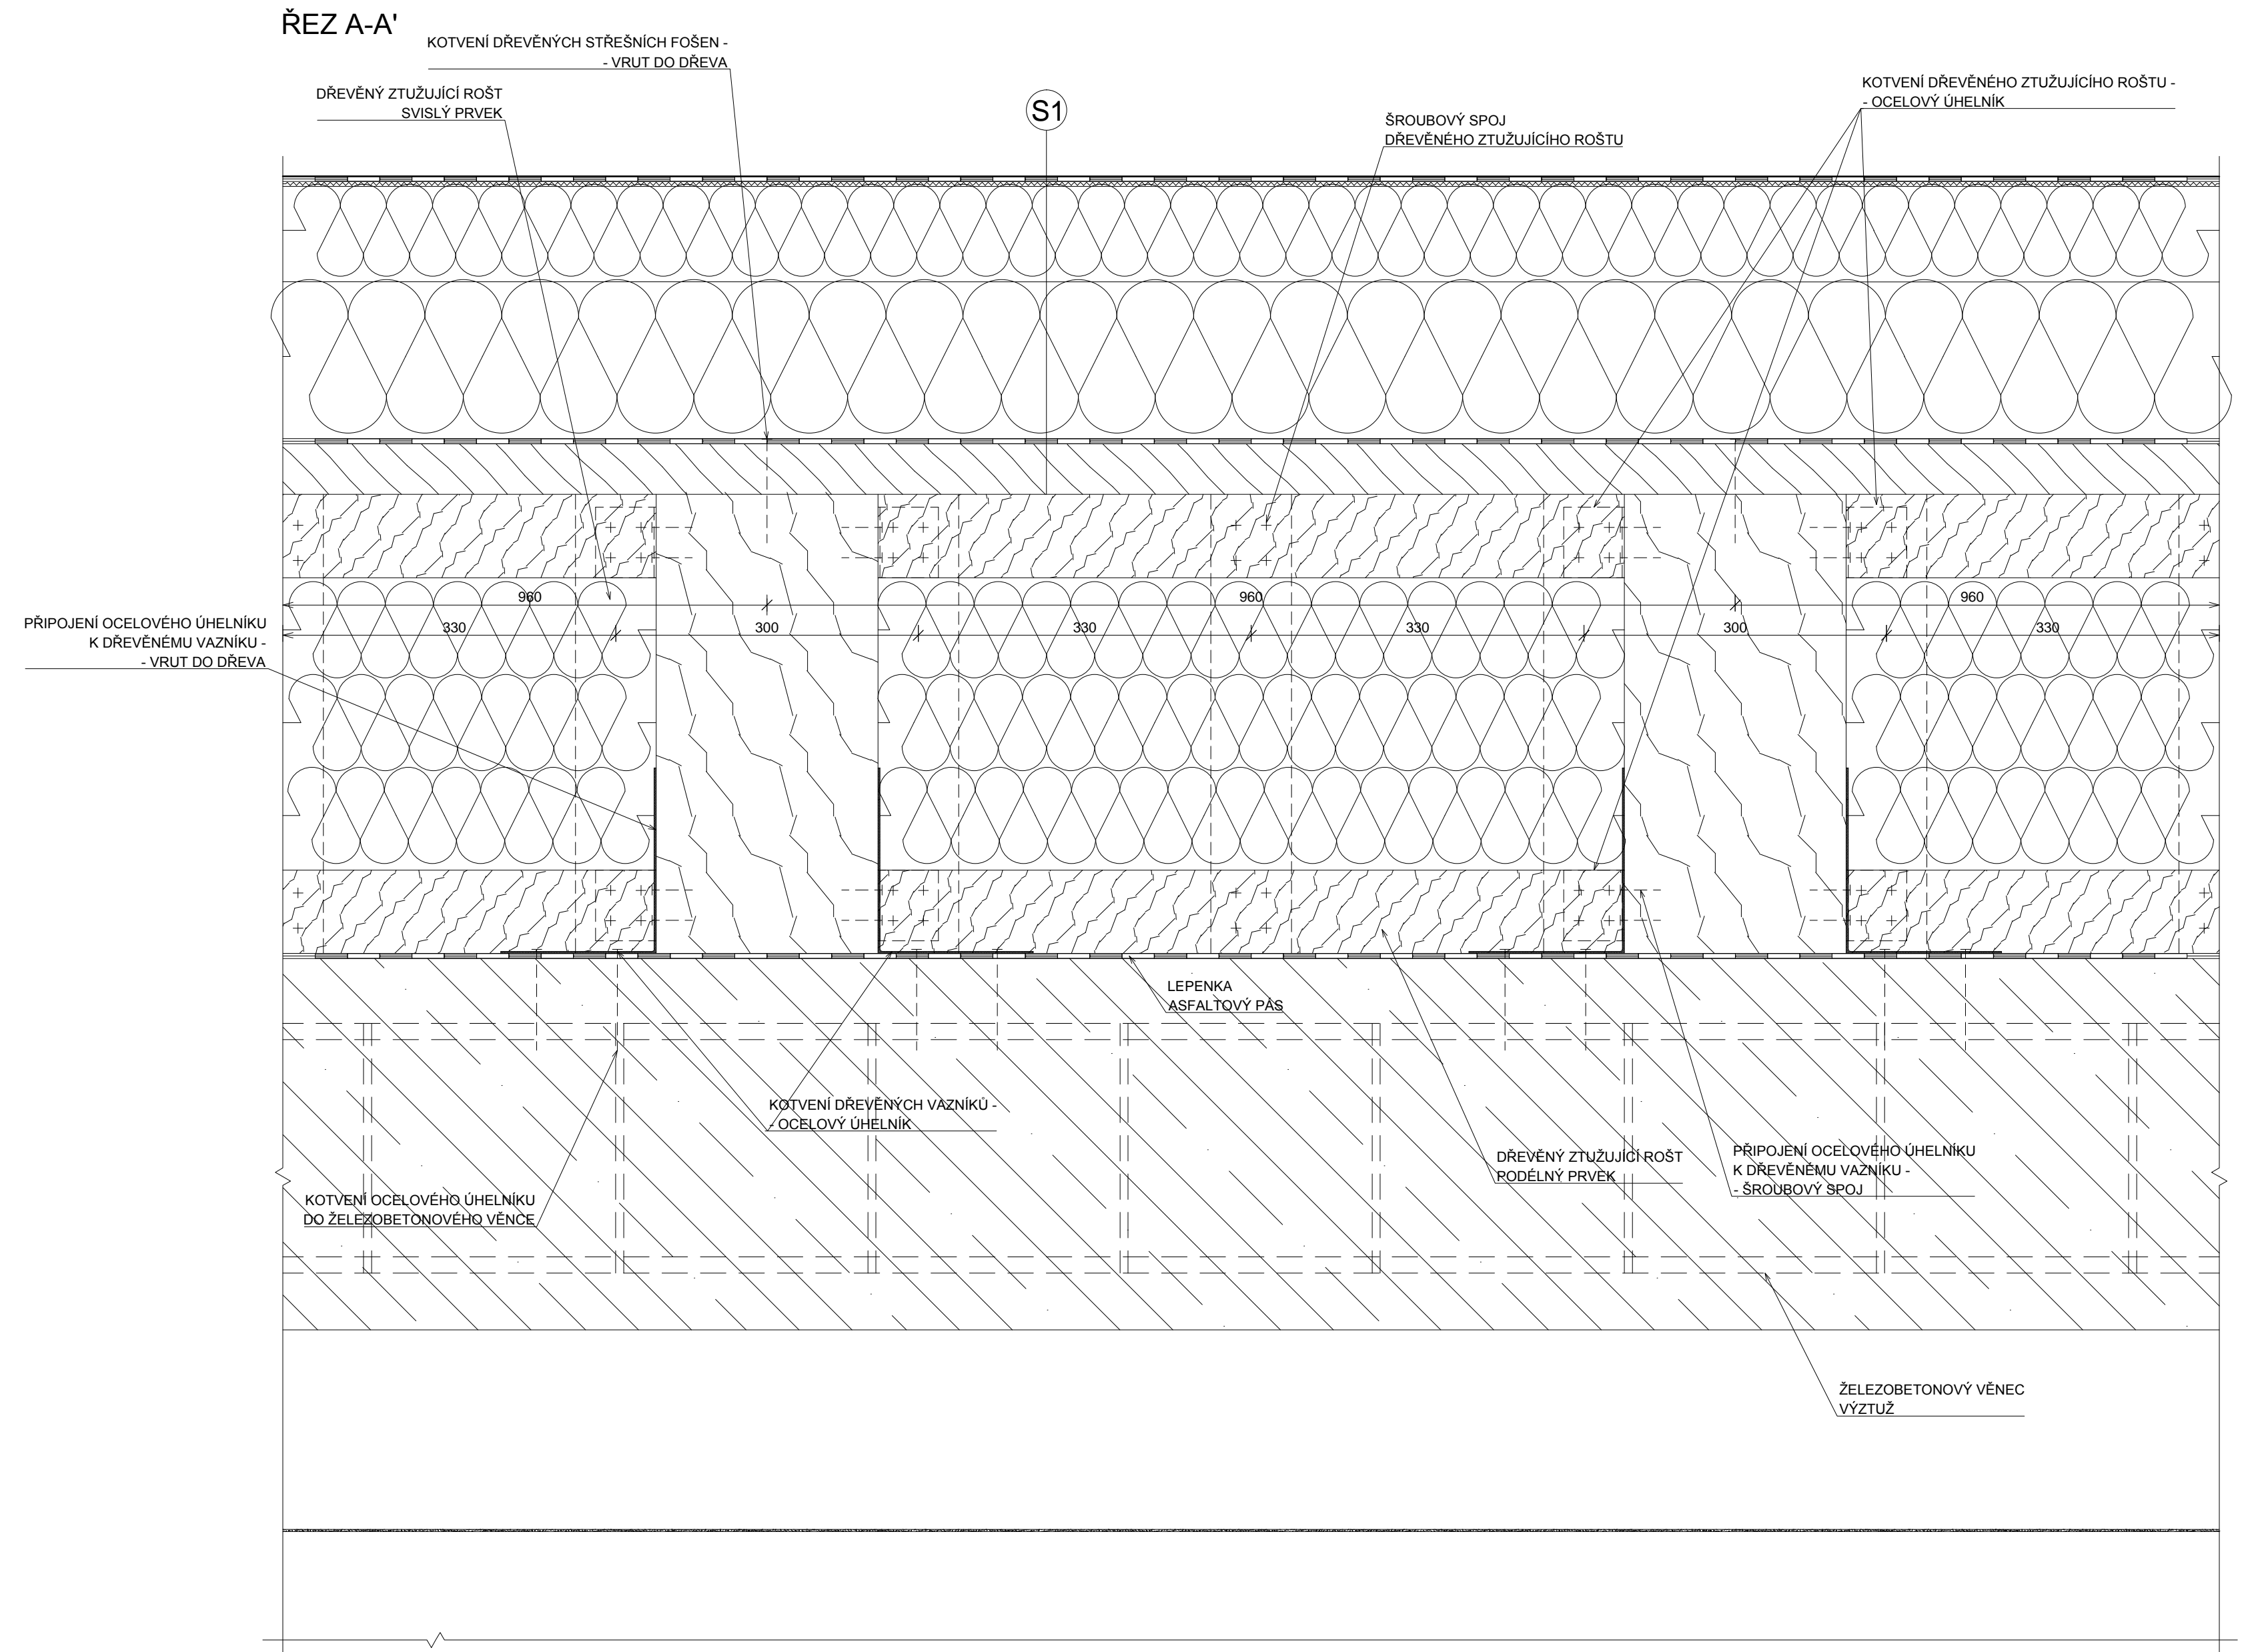 ŘEZ A-A'
KOTVENÍ DŘEVĚNÝCH STŘEŠNÍCH FOŠEN -
- VRUT DO DŘEVA
DŘEVĚNÝ ZTUŽUJÍCÍ ROŠT
SVISLÝ PRVEK
S1
ŠROUBOVÝ SPOJ
DŘEVĚNÉHO ZTUŽUJÍCÍHO ROŠTU
KOTVENÍ DŘEVĚNÉHO ZTUŽUJÍCÍHO ROŠTU -
- OCELOVÝ ÚHELNÍK
960
960
960
330
300
330
330
300
330
PŘIPOJENÍ OCELOVÉHO ÚHELNÍKU
K DŘEVĚNÉMU VAZNÍKU -
- VRUT DO DŘEVA
LEPENKA
ASFALTOVÝ PÁS
KOTVENÍ DŘEVĚNÝCH VAZNÍKŮ -
- OCELOVÝ ÚHELNÍK
KOTVENÍ OCELOVÉHO ÚHELNÍKU
DO ŽELEZOBETONOVÉHO VĚNCE
DŘEVĚNÝ ZTUŽUJÍCÍ ROŠT
PODÉLNÝ PRVEK
PŘIPOJENÍ OCELOVÉHO ÚHELNÍKU
K DŘEVĚNÉMU VAZNÍKU -
- ŠROUBOVÝ SPOJ
ŽELEZOBETONOVÝ VĚNEC
VÝZTUŽ